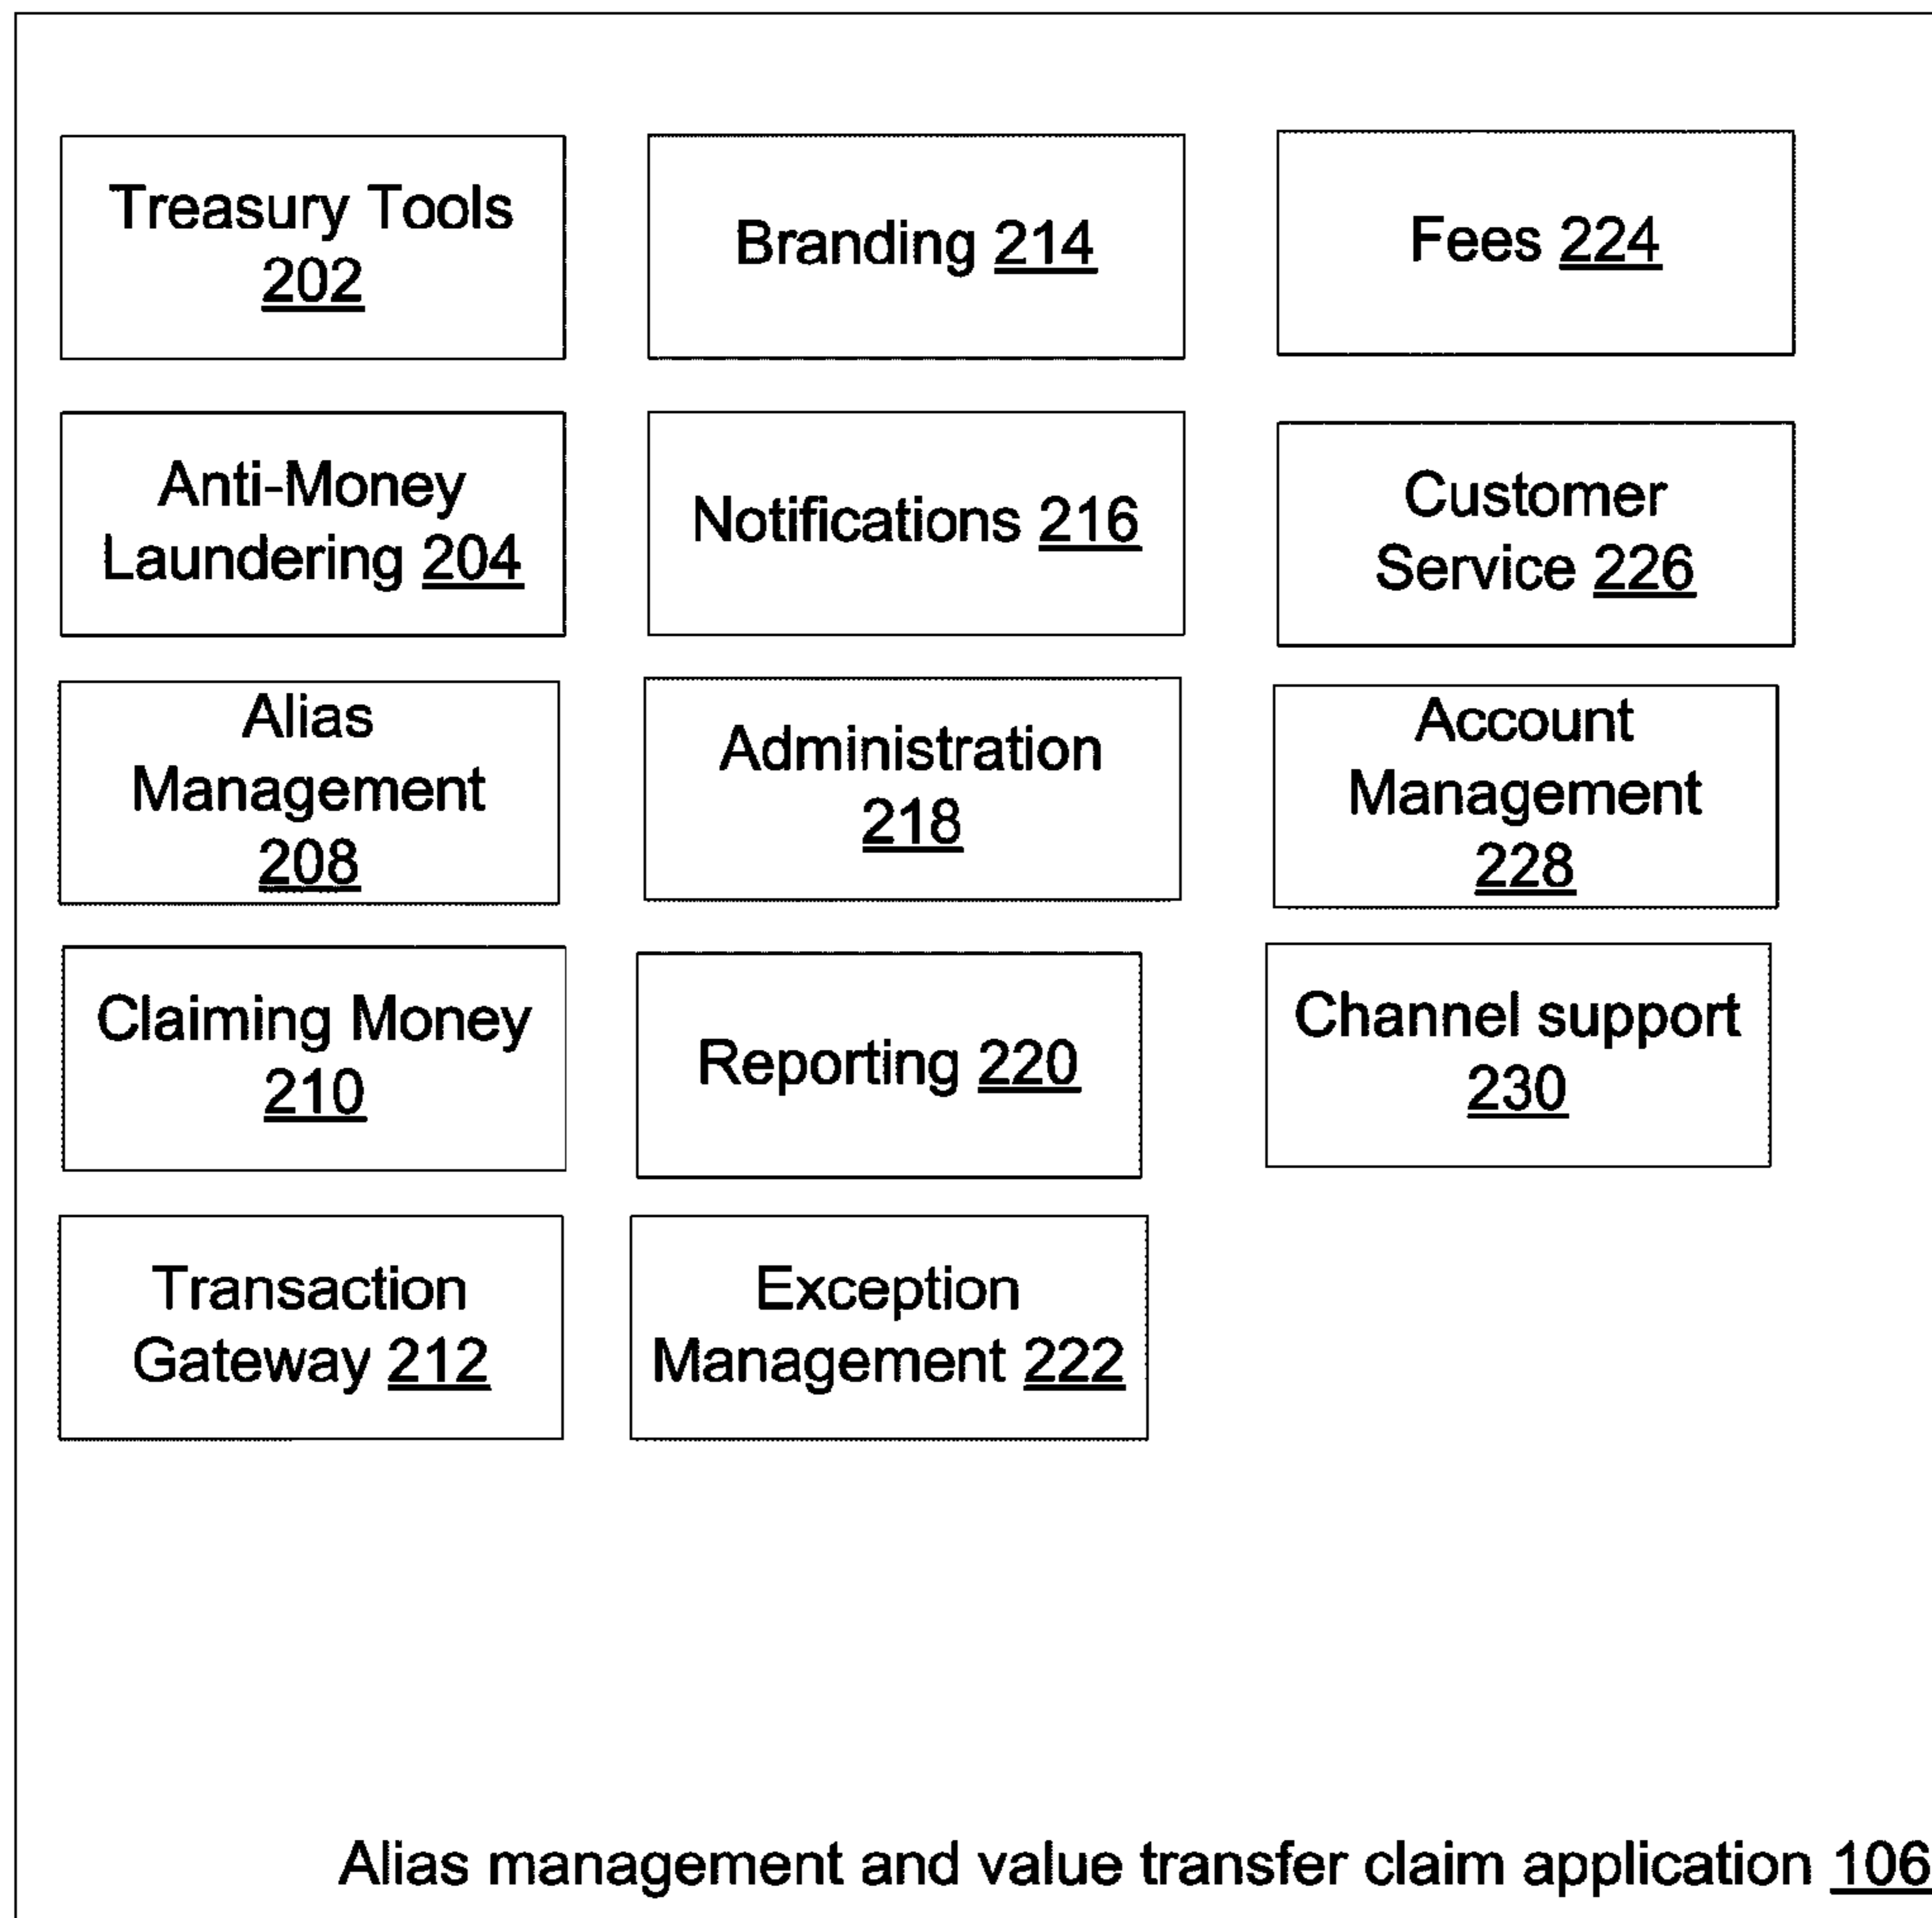 Treasury Tools
202
Branding 214
Fees 224
Anti-Money
Laundering 204
Notifications 216
Customer
Service 226
Alias
Management
208
Administration
218
Account
Management
228
Claiming Money
210
Reporting 220
Channel support
230
Transaction
Gateway 212
Exception
Management 222
Alias management and value transfer claim application 106